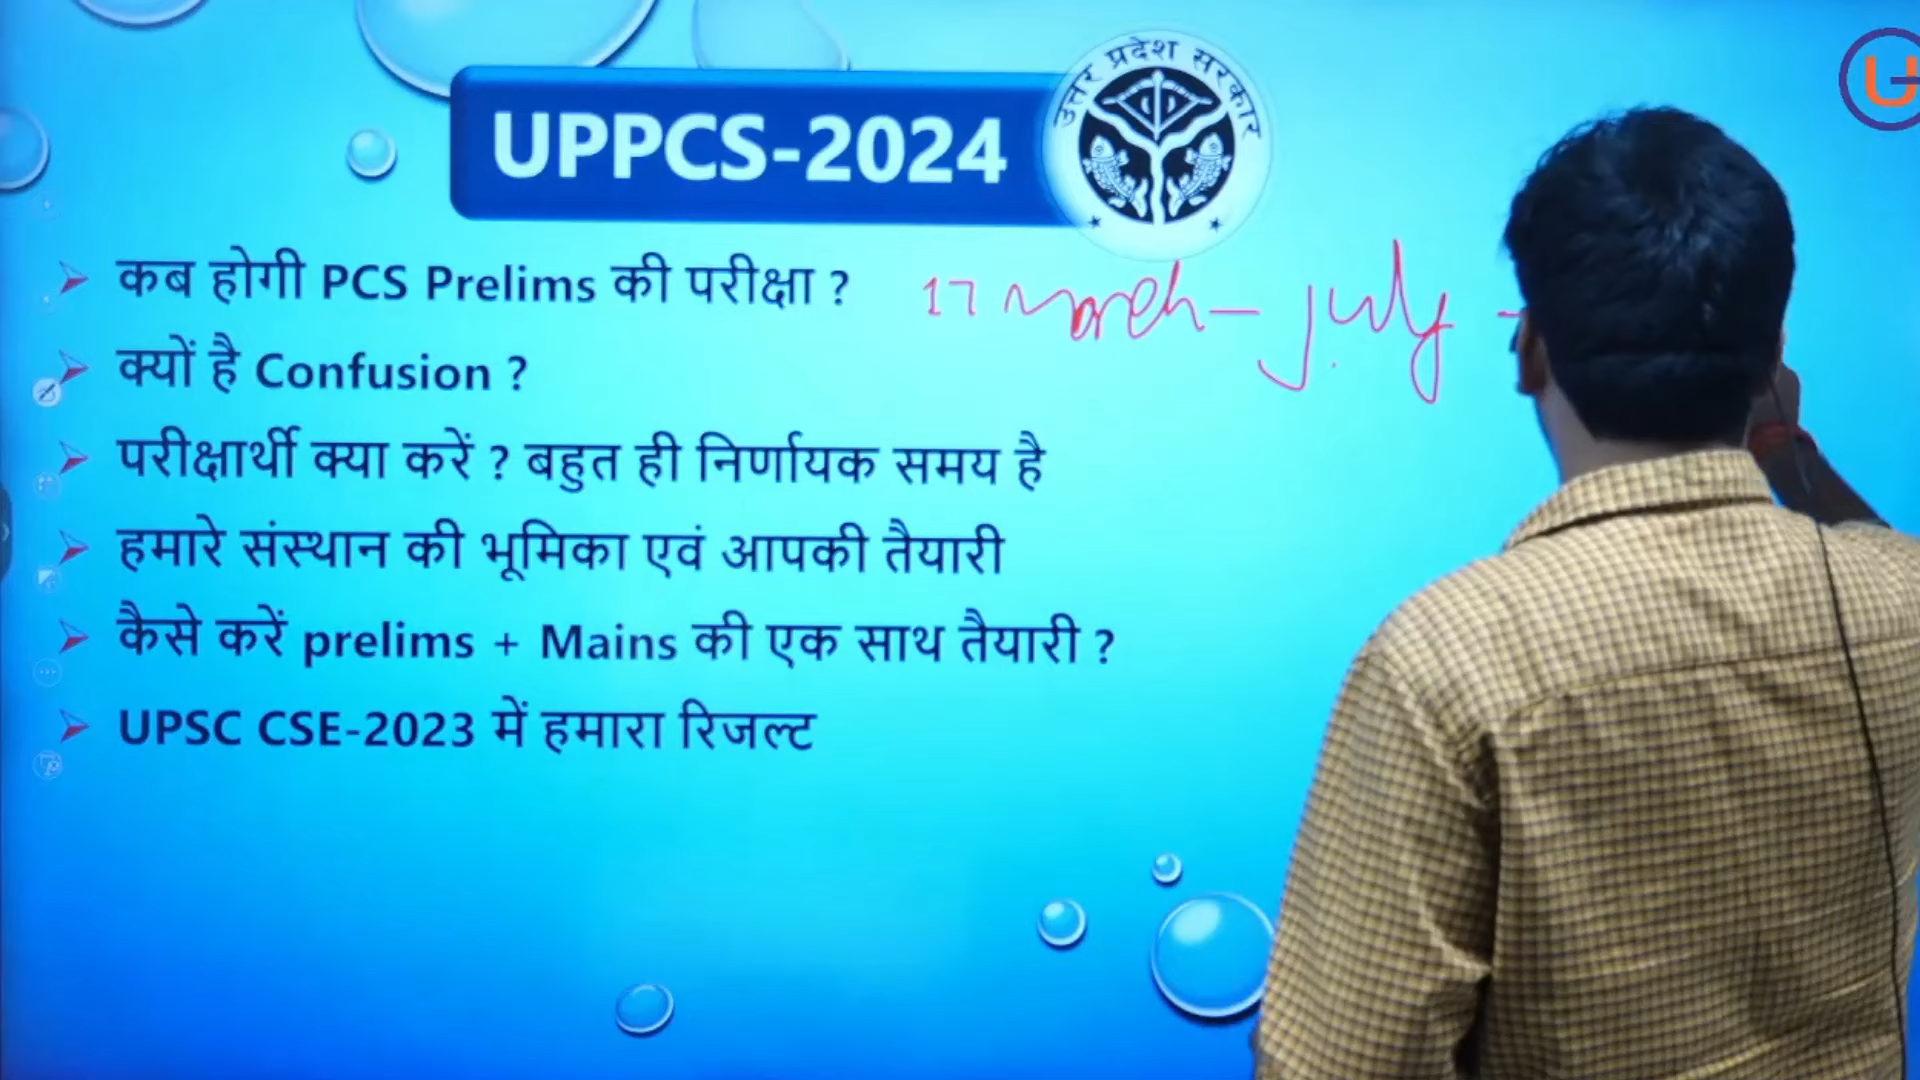 UPPCS-2024
उत्तर प्रदेश सरकार
कब होगी PCS Prelims की परीक्षा ? 17 March - July -
क्यों है Confusion ?
परीक्षार्थी क्या करें ? बहुत ही निर्णायक समय है
हमारे संस्थान की भूमिका एवं आपकी तैयारी
कैसे करें prelims + Mains की एक साथ तैयारी ?
UPSC CSE-2023 में हमारा रिजल्ट